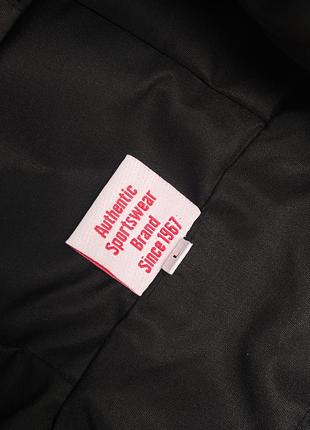 Authentic
Sportswear
Brand
Since 1967
L